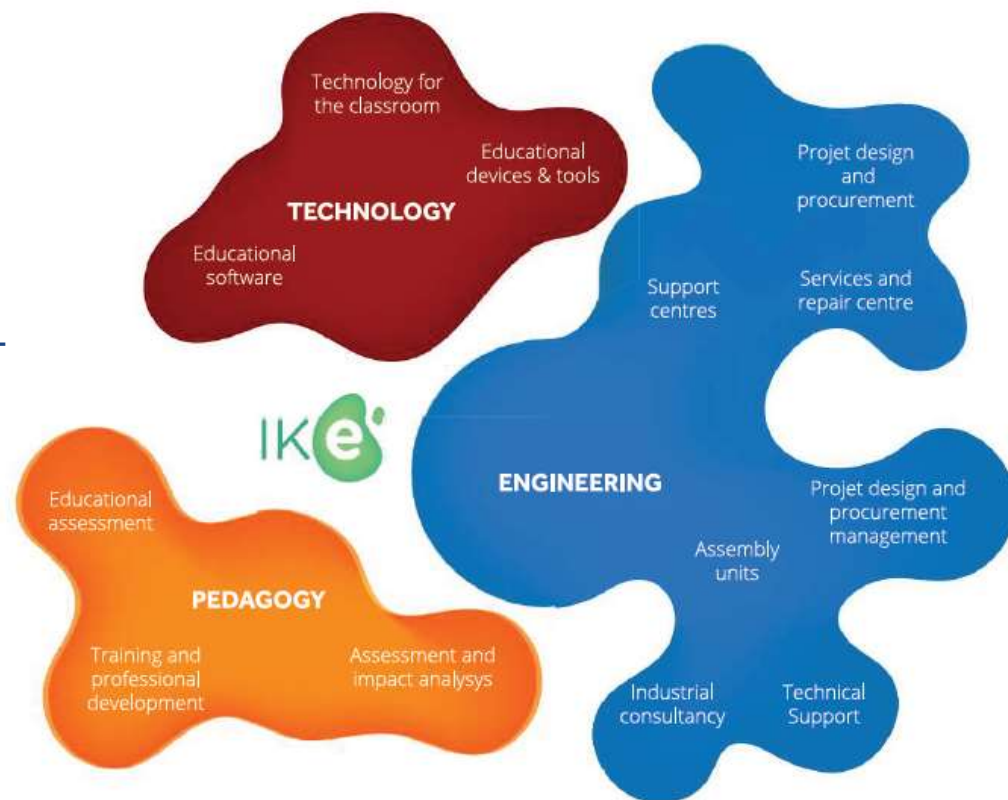 Technology for
the classroom
Educational
devices & tools
TECHNOLOGY
Educational
software
Projet design
and
procurement
Support
centres
Services and
repair centre
IKe
ENGINEERING
Projet design and
procurement
management
Assembly
units
Industrial
consultancy
Technical
Support
Educational
assessment
PEDAGOGY
Training and
professional
development
Assessment and
impact analysys